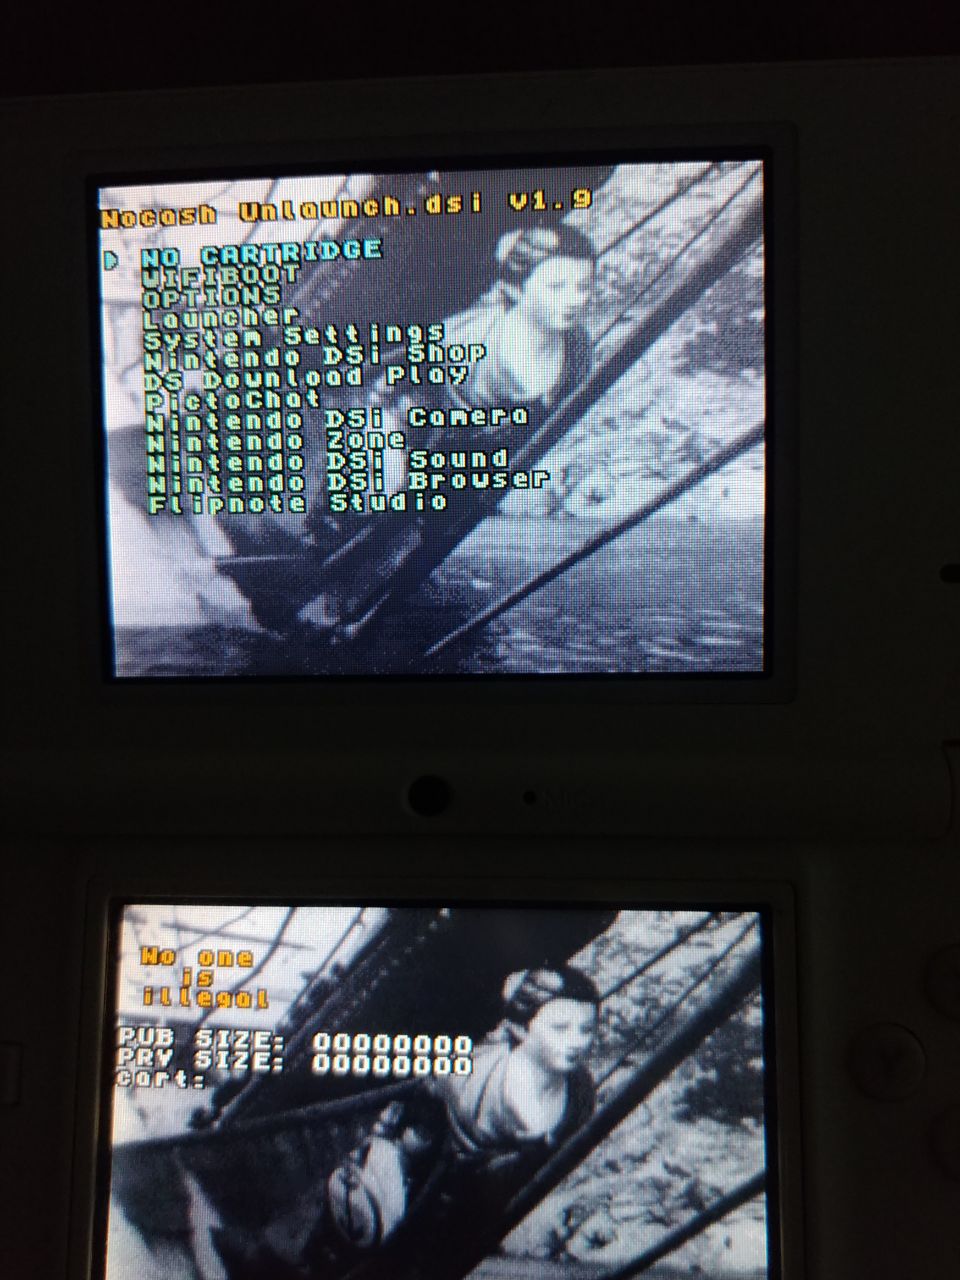 Nocash Unlaunch.dsi v1.9
NO CARTRIDGE
WIFIBOOT
OPTIONS
Launcher
System Settings
Nintendo DSi Shop
DS Download Play
PictoChat
Nintendo DSi Camera
Nintendo Zone
Nintendo DSi Sound
Nintendo DSi Browser
Flipnote Studio
No one
is
illegal
PUB SIZE: 00000000
PRV SIZE: 00000000
cart: